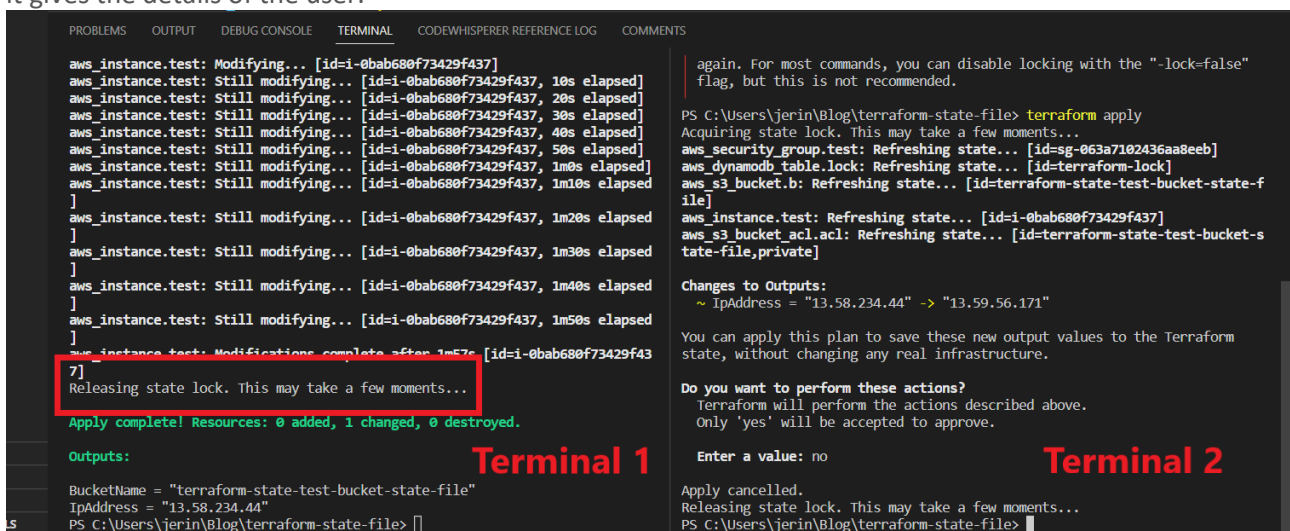 it gives the details of the user.
PROBLEMS OUTPUT DEBUG CONSOLE TERMINAL CODEWHISPERER REFERENCE LOG COMMENTS
aws_instance.test: Modifying... [id=i-0bab680f73429f437]
aws_instance.test: Still modifying... [id=i-0bab680f73429f437, 10s elapsed]
aws_instance.test: Still modifying... [id=i-0bab680f73429f437, 20s elapsed]
aws_instance.test: Still modifying... [id=i-0bab680f73429f437, 30s elapsed]
aws_instance.test: Still modifying... [id=i-0bab680f73429f437, 40s elapsed]
aws_instance.test: Still modifying... [id=i-0bab680f73429f437, 50s elapsed]
aws_instance.test: Still modifying... [id=i-0bab680f73429f437, 1m0s elapsed]
aws_instance.test: Still modifying... [id=i-0bab680f73429f437, 1m10s elapsed
]
aws_instance.test: Still modifying... [id=i-0bab680f73429f437, 1m20s elapsed
]
aws_instance.test: Still modifying... [id=i-0bab680f73429f437, 1m30s elapsed
]
aws_instance.test: Still modifying... [id=i-0bab680f73429f437, 1m40s elapsed
]
aws_instance.test: Still modifying... [id=i-0bab680f73429f437, 1m50s elapsed
]
aws_instance.test: Modifications complete after 1m57s [id=i-0bab680f73429f43
7]
Releasing state lock. This may take a few moments...
Apply complete! Resources: 0 added, 1 changed, 0 destroyed.
Outputs:
Terminal 1
BucketName = "terraform-state-test-bucket-state-file"
IpAddress = "13.58.234.44"
PS C:\Users\jerin\Blog\terraform-state-file>
again. For most commands, you can disable locking with the "-lock=false"
flag, but this is not recommended.
PS C:\Users\jerin\Blog\terraform-state-file> terraform apply
Acquiring state lock. This may take a few moments...
aws_security_group.test: Refreshing state... [id=sg-063a7102436aa8eeb]
aws_dynamodb_table.lock: Refreshing state... [id=terraform-lock]
aws_s3_bucket.b: Refreshing state... [id=terraform-state-test-bucket-state-f
ile]
aws_instance.test: Refreshing state... [id=i-0bab680f73429f437]
aws_s3_bucket_acl.acl: Refreshing state... [id=terraform-state-test-bucket-s
tate-file,private]
Changes to Outputs:
~ IpAddress = "13.58.234.44" -> "13.59.56.171"
You can apply this plan to save these new output values to the Terraform
state, without changing any real infrastructure.
Do you want to perform these actions?
Terraform will perform the actions described above.
Only 'yes' will be accepted to approve.
Enter a value: no
Terminal 2
Apply cancelled.
Releasing state lock. This may take a few moments...
PS C:\Users\jerin\Blog\terraform-state-file>
LS